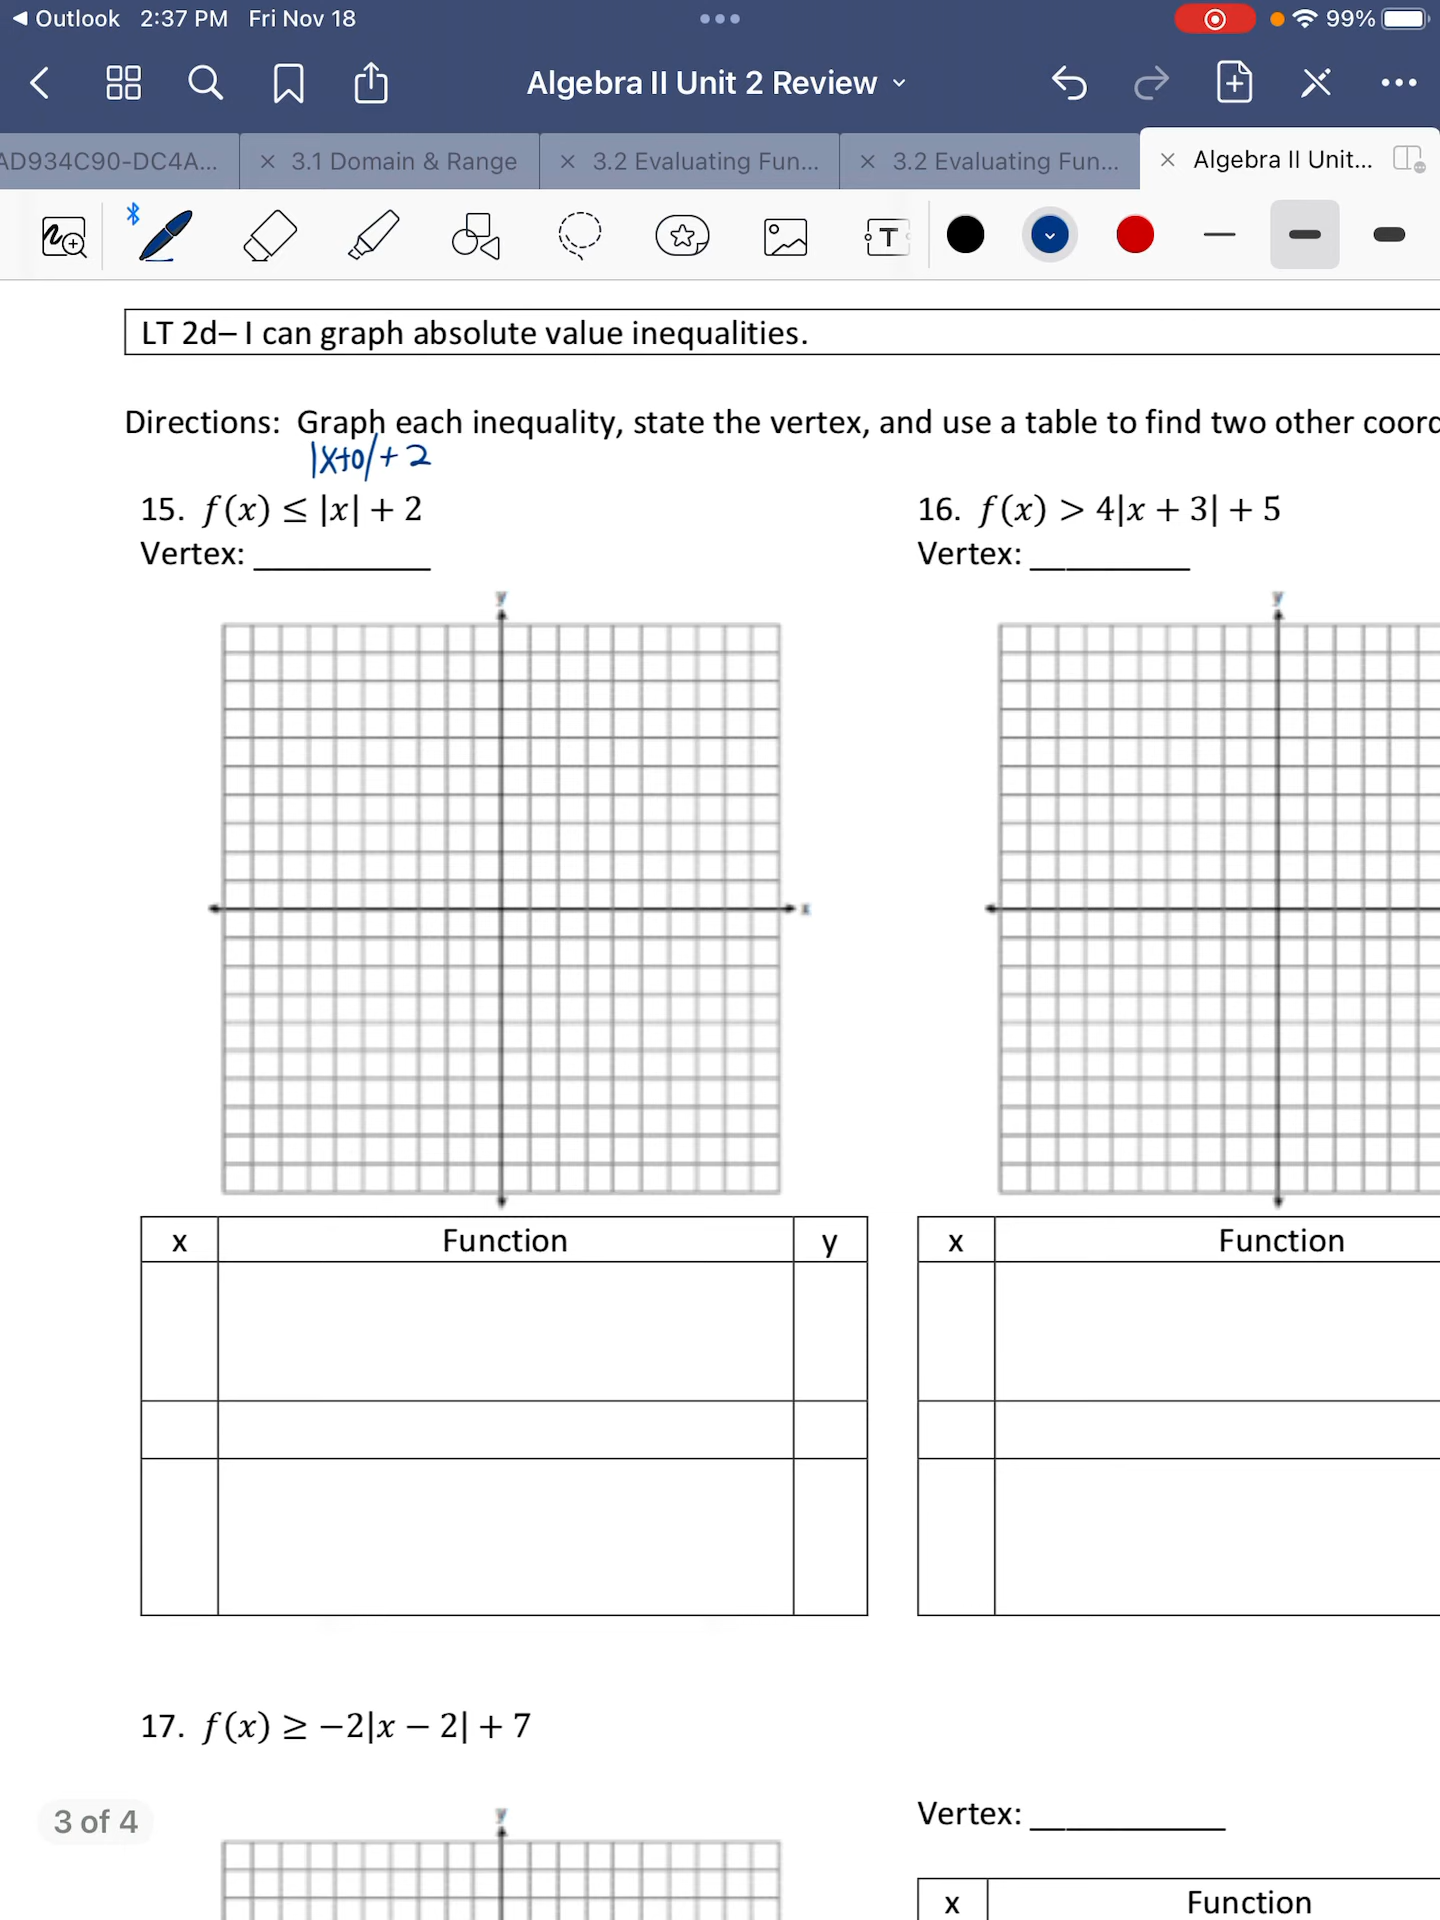 Outlook 2:37 PM Fri Nov 18 99%
Algebra II Unit 2 Review
AD934C90-DC4A... 3.1 Domain & Range 3.2 Evaluating Fun... 3.2 Evaluating Fun... Algebra II Unit...
T
LT 2d– I can graph absolute value inequalities.
Directions: Graph each inequality, state the vertex, and use a table to find two other coord
|x+0|+2
15. f(x) ≤ |x| + 2
Vertex: __________
16. f(x) > 4|x + 3| + 5
Vertex: _________
y
x
y
x Function y
x Function
17. f(x) ≥ −2|x − 2| + 7
3 of 4
y
Vertex: ___________
x Function